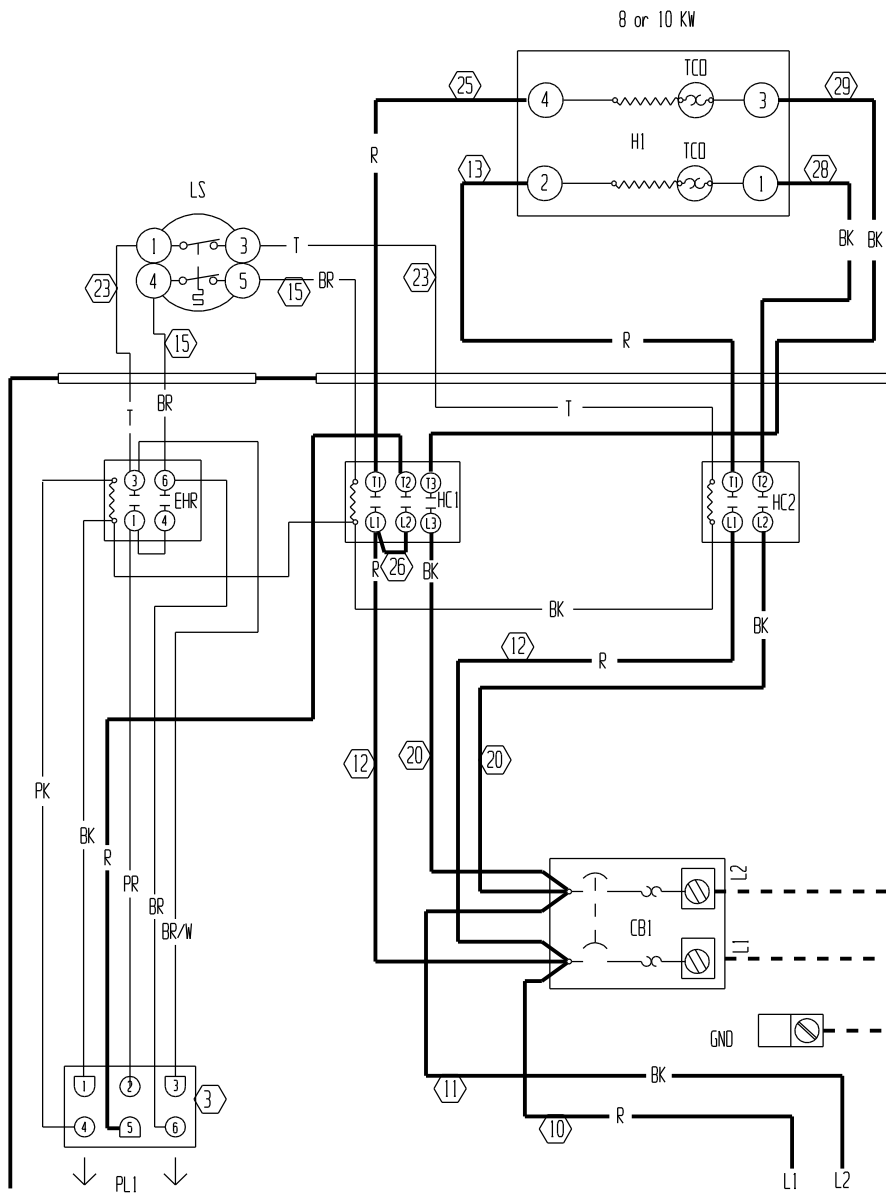 8 or 10 KW
25
4
TCO
3
29
H1
R
13
2
TCO
1
28
LS
BK
BK
1
3
T
4
5
15
BR
23
23
15
R
T
BR
T
3
6
EHR
1
4
T1
T2
T3
HC1
L1
L2
L3
T1
T2
HC2
L1
L2
R
26
BK
BK
BK
12
R
12
20
20
PK
BK
R
PR
BR
BR/W
L2
CB1
L1
GND
1
2
3
3
4
5
6
PL1
11
BK
10
R
L1
L2